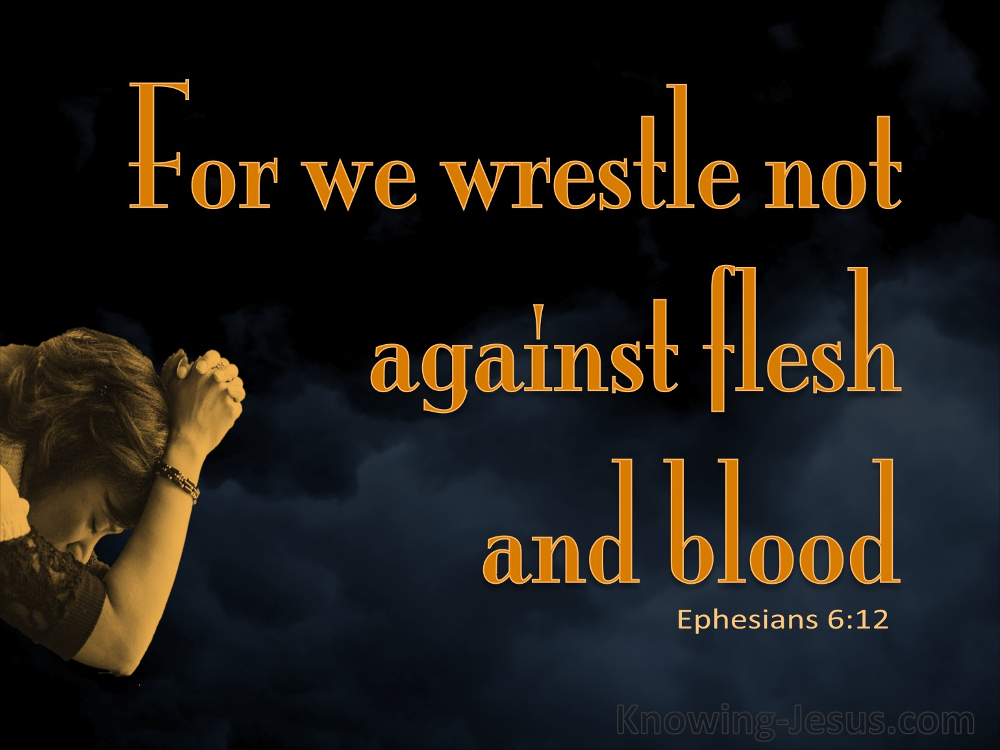 For we wrestle not
against flesh
and blood
Ephesians 6:12
Knowing-Jesus.com